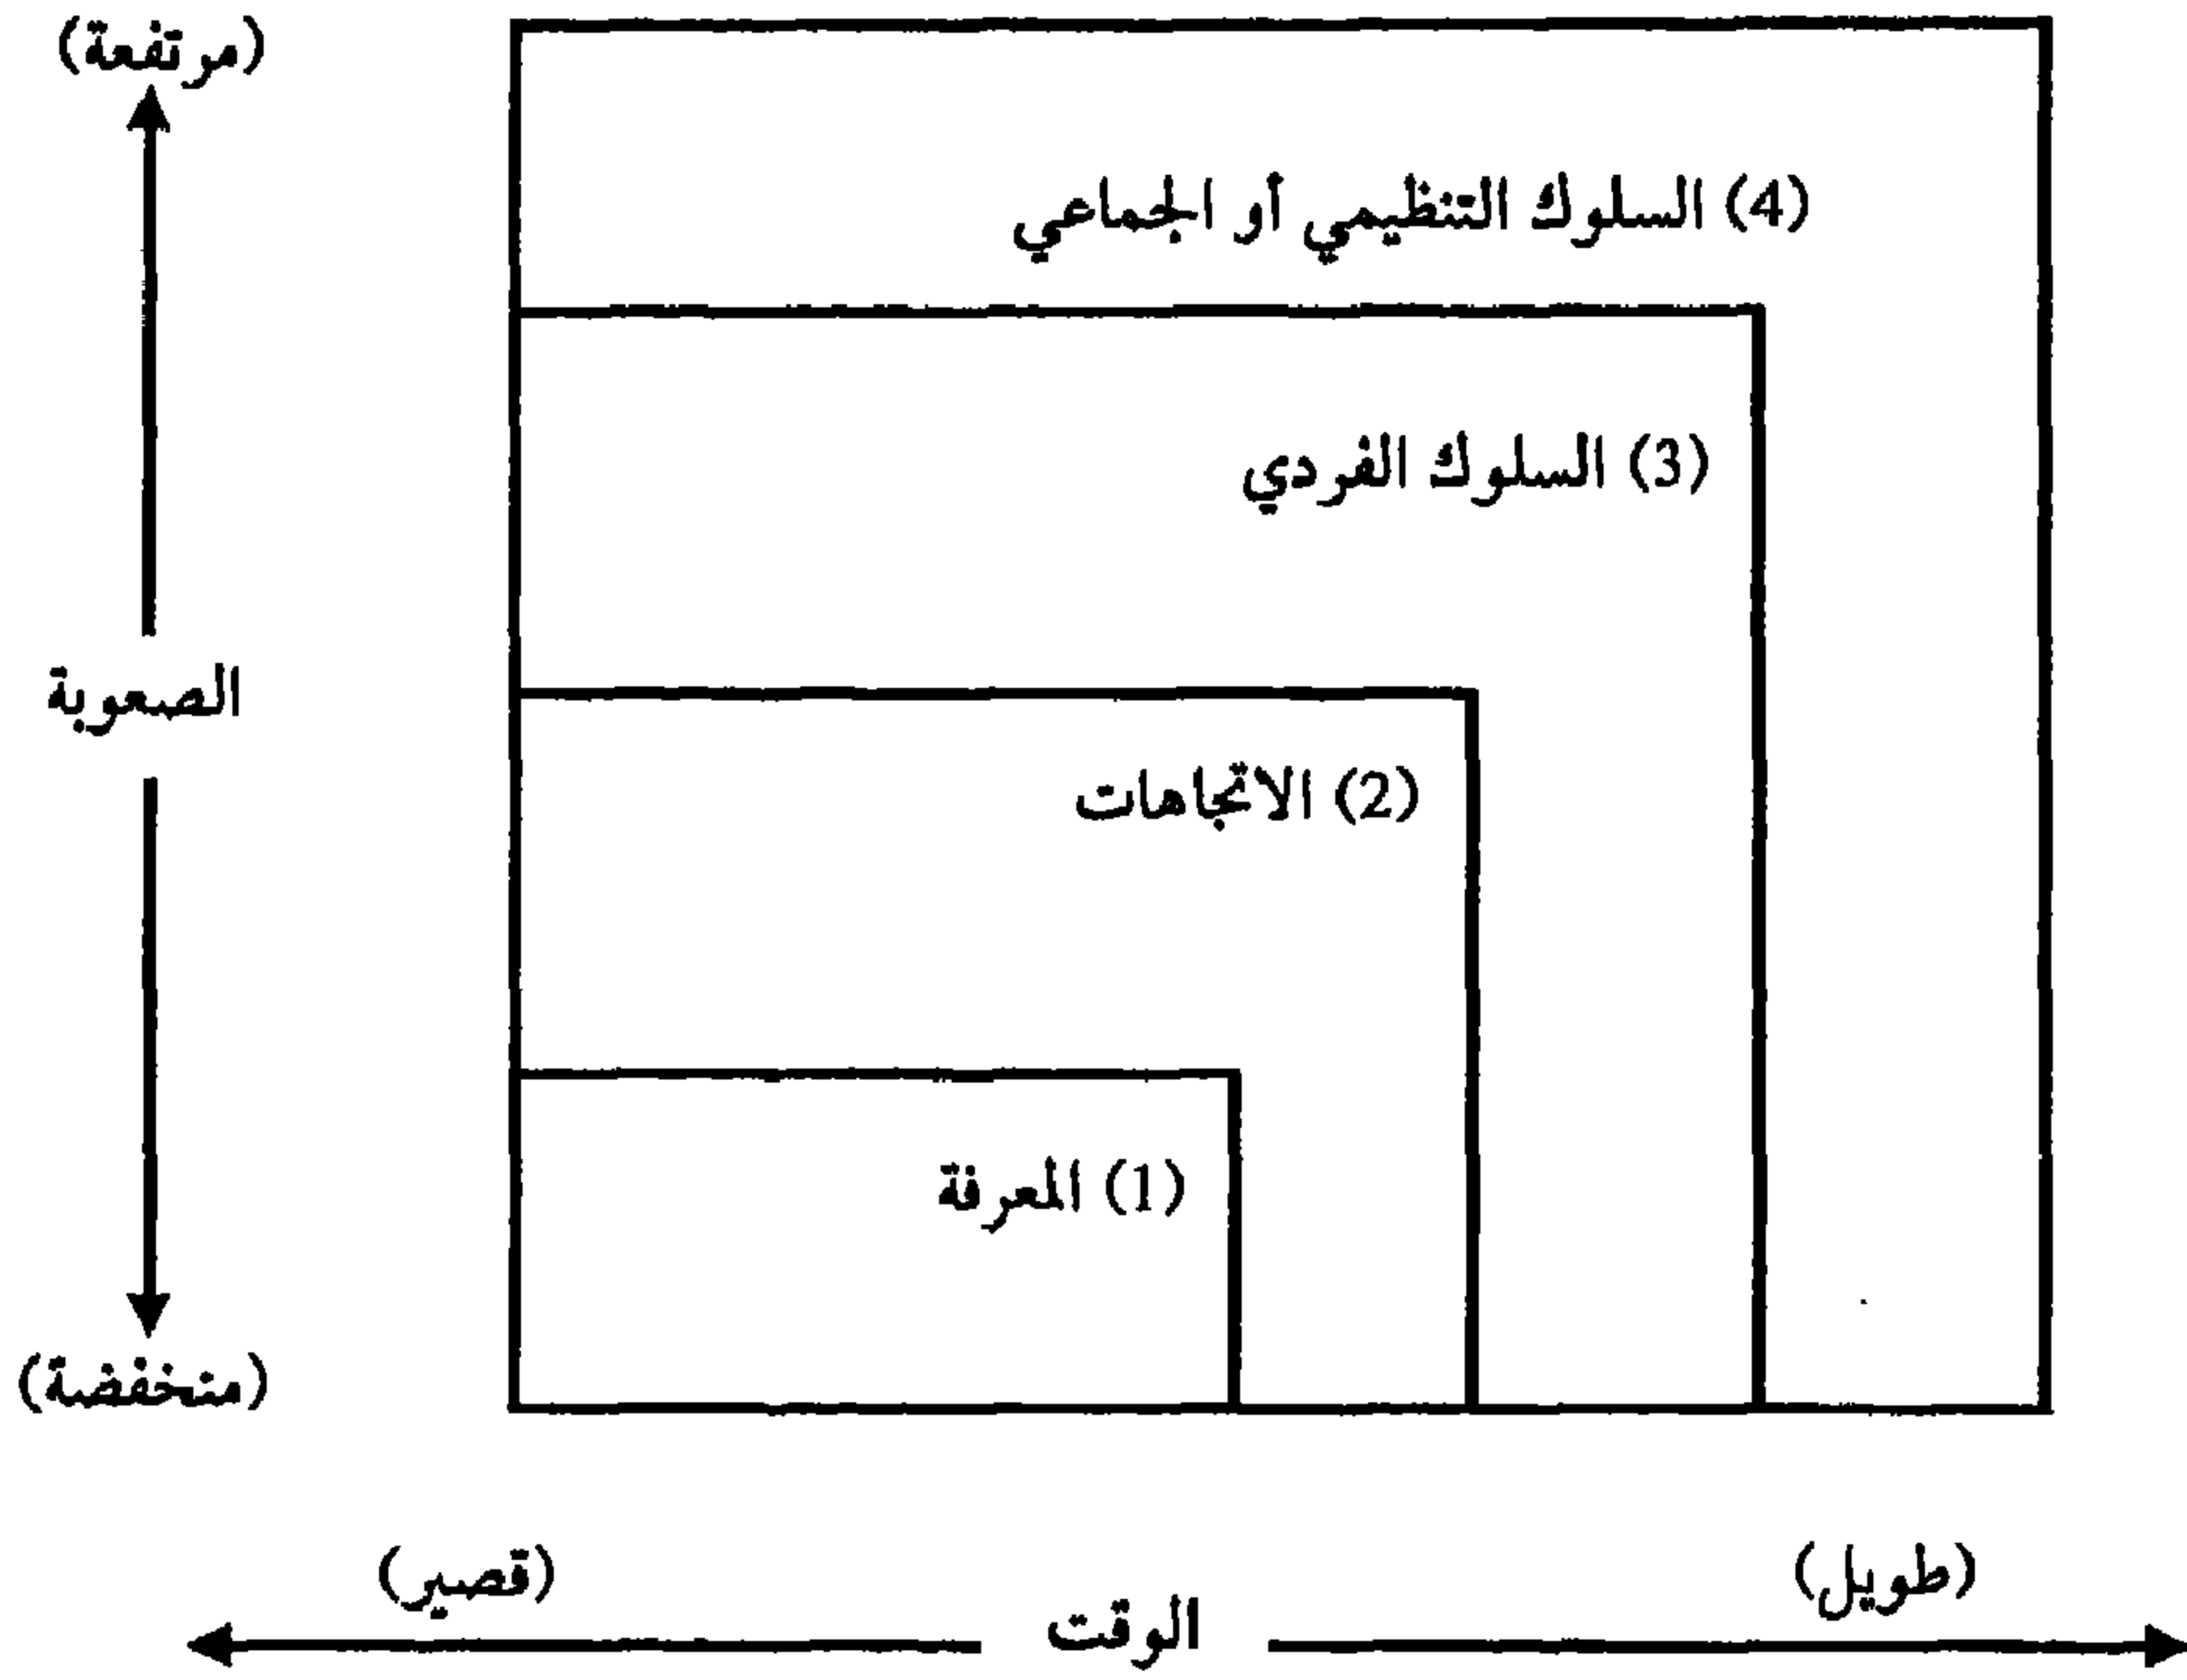 (مرتفعة)
(4) السلوك التنظيمي أو الجماعي
(3) السلوك الفردي
الصعوبة
(2) الاتجاهات
(1) المعرفة
(منخفضة)
(طويل)
(قصير)
الوقت